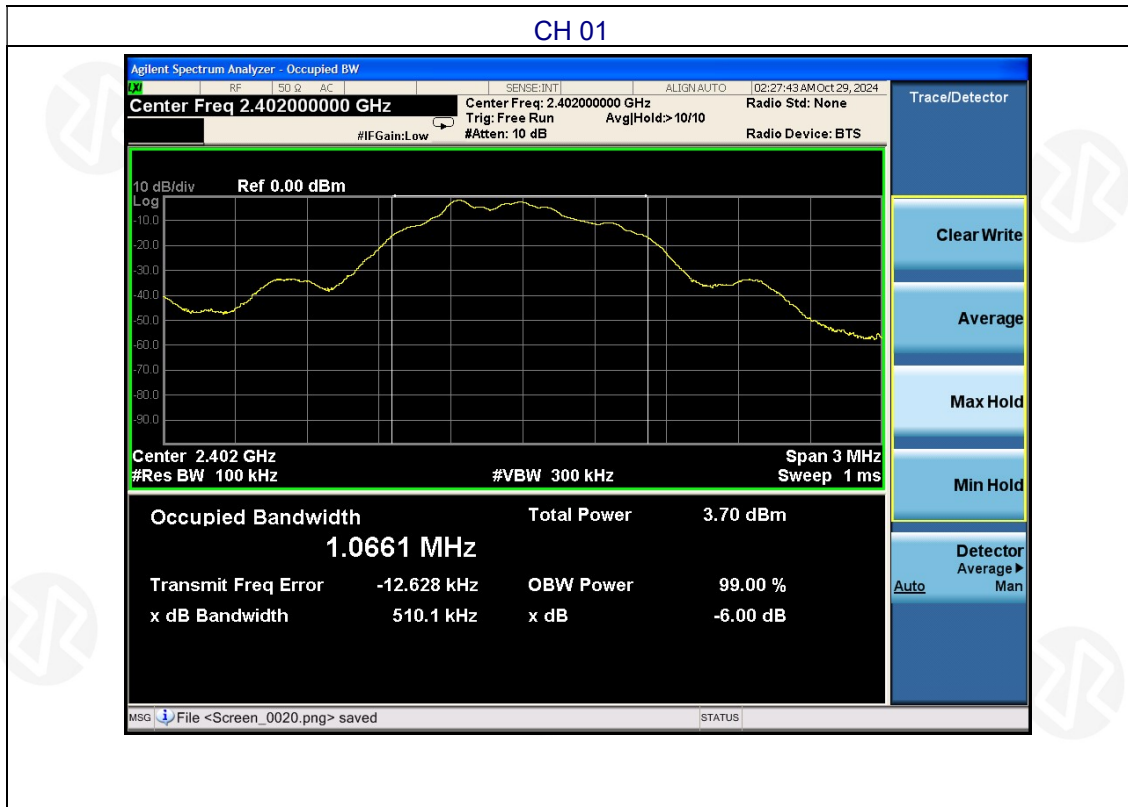 CH 01
Agilent Spectrum Analyzer - Occupied BW
LXI RF 50 Ω AC SENSE:INT ALIGN AUTO 02:27:43 AM Oct 29, 2024
Center Freq 2.402000000 GHz Center Freq: 2.402000000 GHz Radio Std: None
Trig: Free Run Avg|Hold:>10/10
#IFGain:Low #Atten: 10 dB Radio Device: BTS
Trace/Detector
10 dB/div Ref 0.00 dBm
Log
-10.0
-20.0
-30.0
-40.0
-50.0
-60.0
-70.0
-80.0
-90.0
Center 2.402 GHz Span 3 MHz
#Res BW 100 kHz #VBW 300 kHz Sweep 1 ms
Occupied Bandwidth Total Power 3.70 dBm
1.0661 MHz
Transmit Freq Error -12.628 kHz OBW Power 99.00 %
x dB Bandwidth 510.1 kHz x dB -6.00 dB
Clear Write
Average
Max Hold
Min Hold
Detector
Average▶
Auto Man
MSG File <Screen_0020.png> saved STATUS